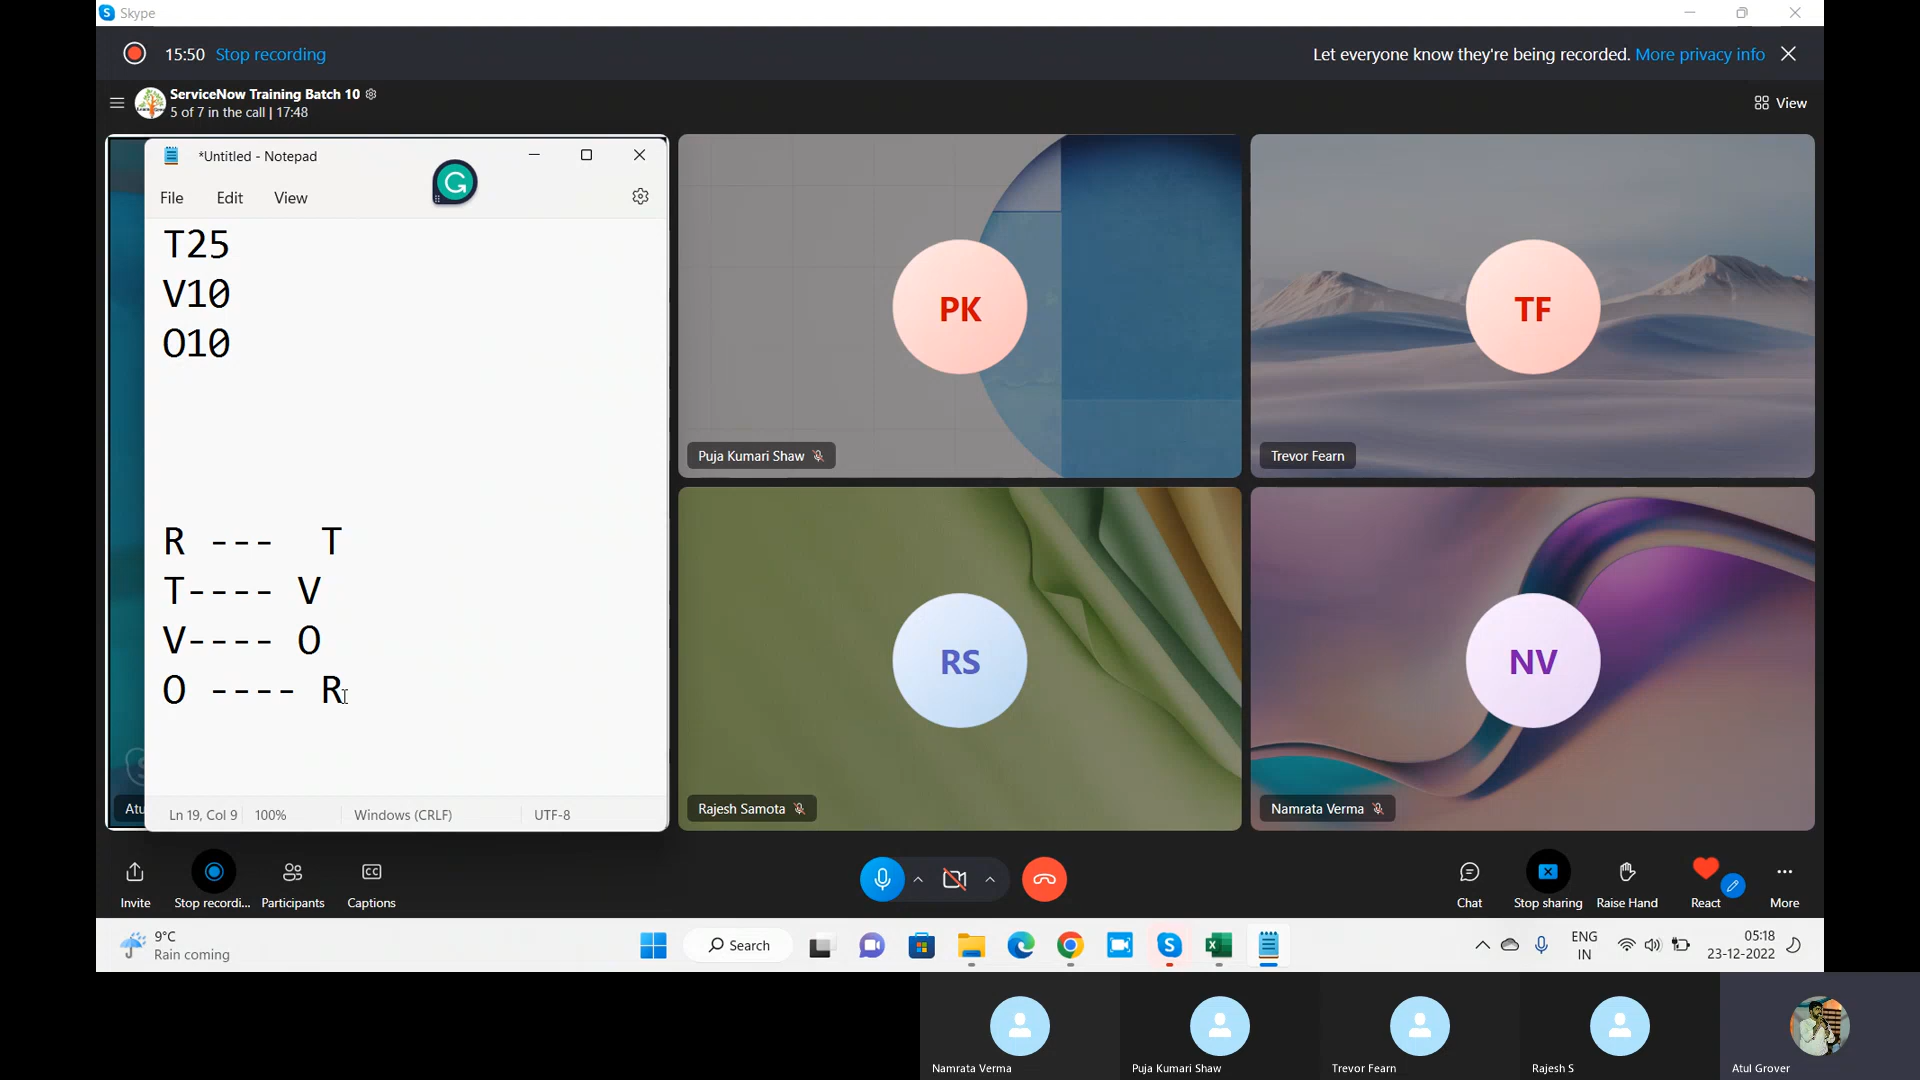 Skype
15:50 Stop recording
Let everyone know they're being recorded. More privacy info
ServiceNow Training Batch 10
5 of 7 in the call | 17:48
View
*Untitled - Notepad
G
File Edit View
T25
V10
O10
R --- T
T---- V
V---- O
O ---- R
Ln 19, Col 9 100% Windows (CRLF) UTF-8
Atu
PK
Puja Kumari Shaw
TF
Trevor Fearn
RS
Rajesh Samota
NV
Namrata Verma
Invite
Stop recordi...
Participants
CC
Captions
Chat
Stop sharing
Raise Hand
React
More
9°C
Rain coming
Search
ENG
IN
05:18
23-12-2022
Namrata Verma
Puja Kumari Shaw
Trevor Fearn
Rajesh S
Atul Grover